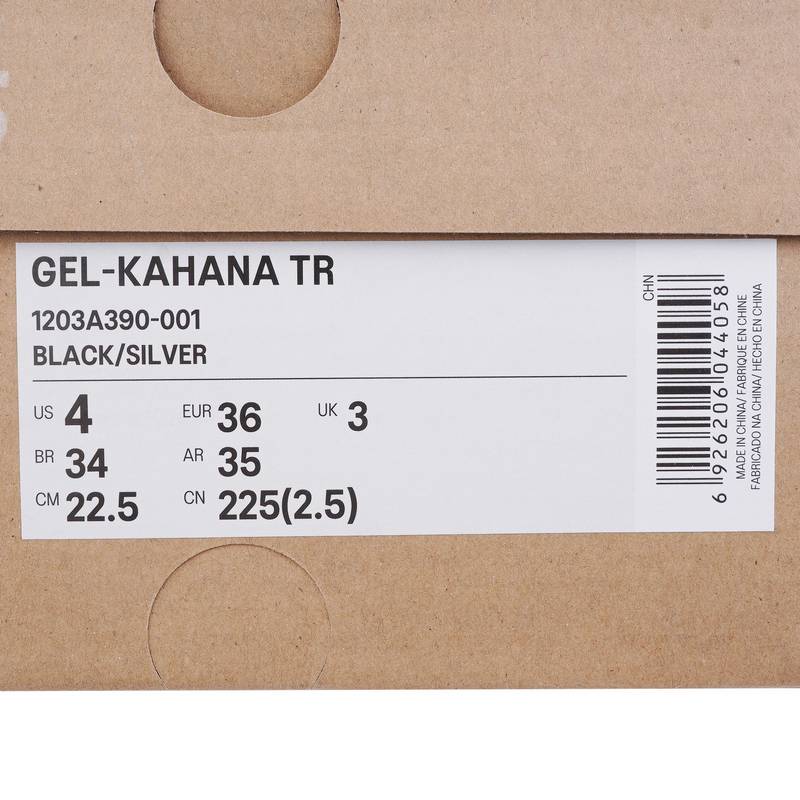 GEL-KAHANA TR
1203A390-001
BLACK/SILVER
US 4 EUR 36 UK 3
BR 34 AR 35
CM 22.5 CN 225(2.5)
CHN
6 926206 044058
MADE IN CHINA/ FABRIQUE EN CHINE
FABRICADO NA CHINA/ HECHO EN CHINA